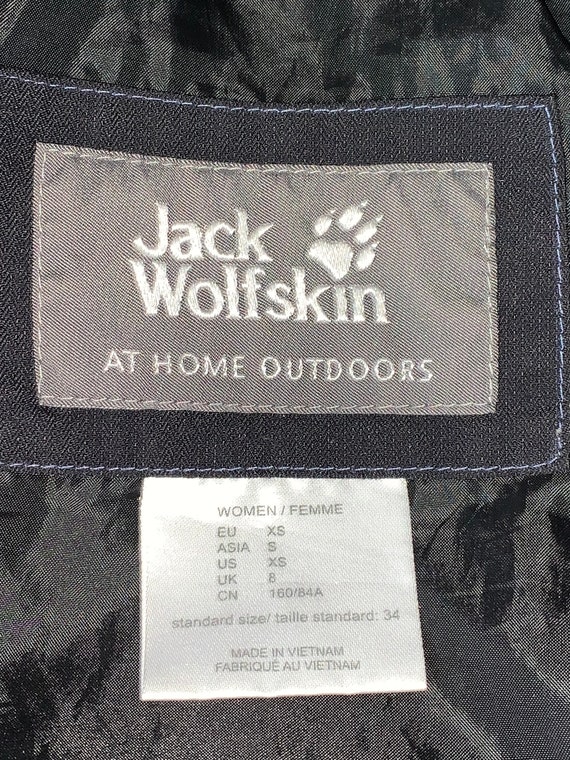 Jack
Wolfskin
AT HOME OUTDOORS
WOMEN / FEMME
EU XS
ASIA S
US XS
UK 8
CN 160/84A
standard size/ taille standard: 34
MADE IN VIETNAM
FABRIQUÉ AU VIETNAM